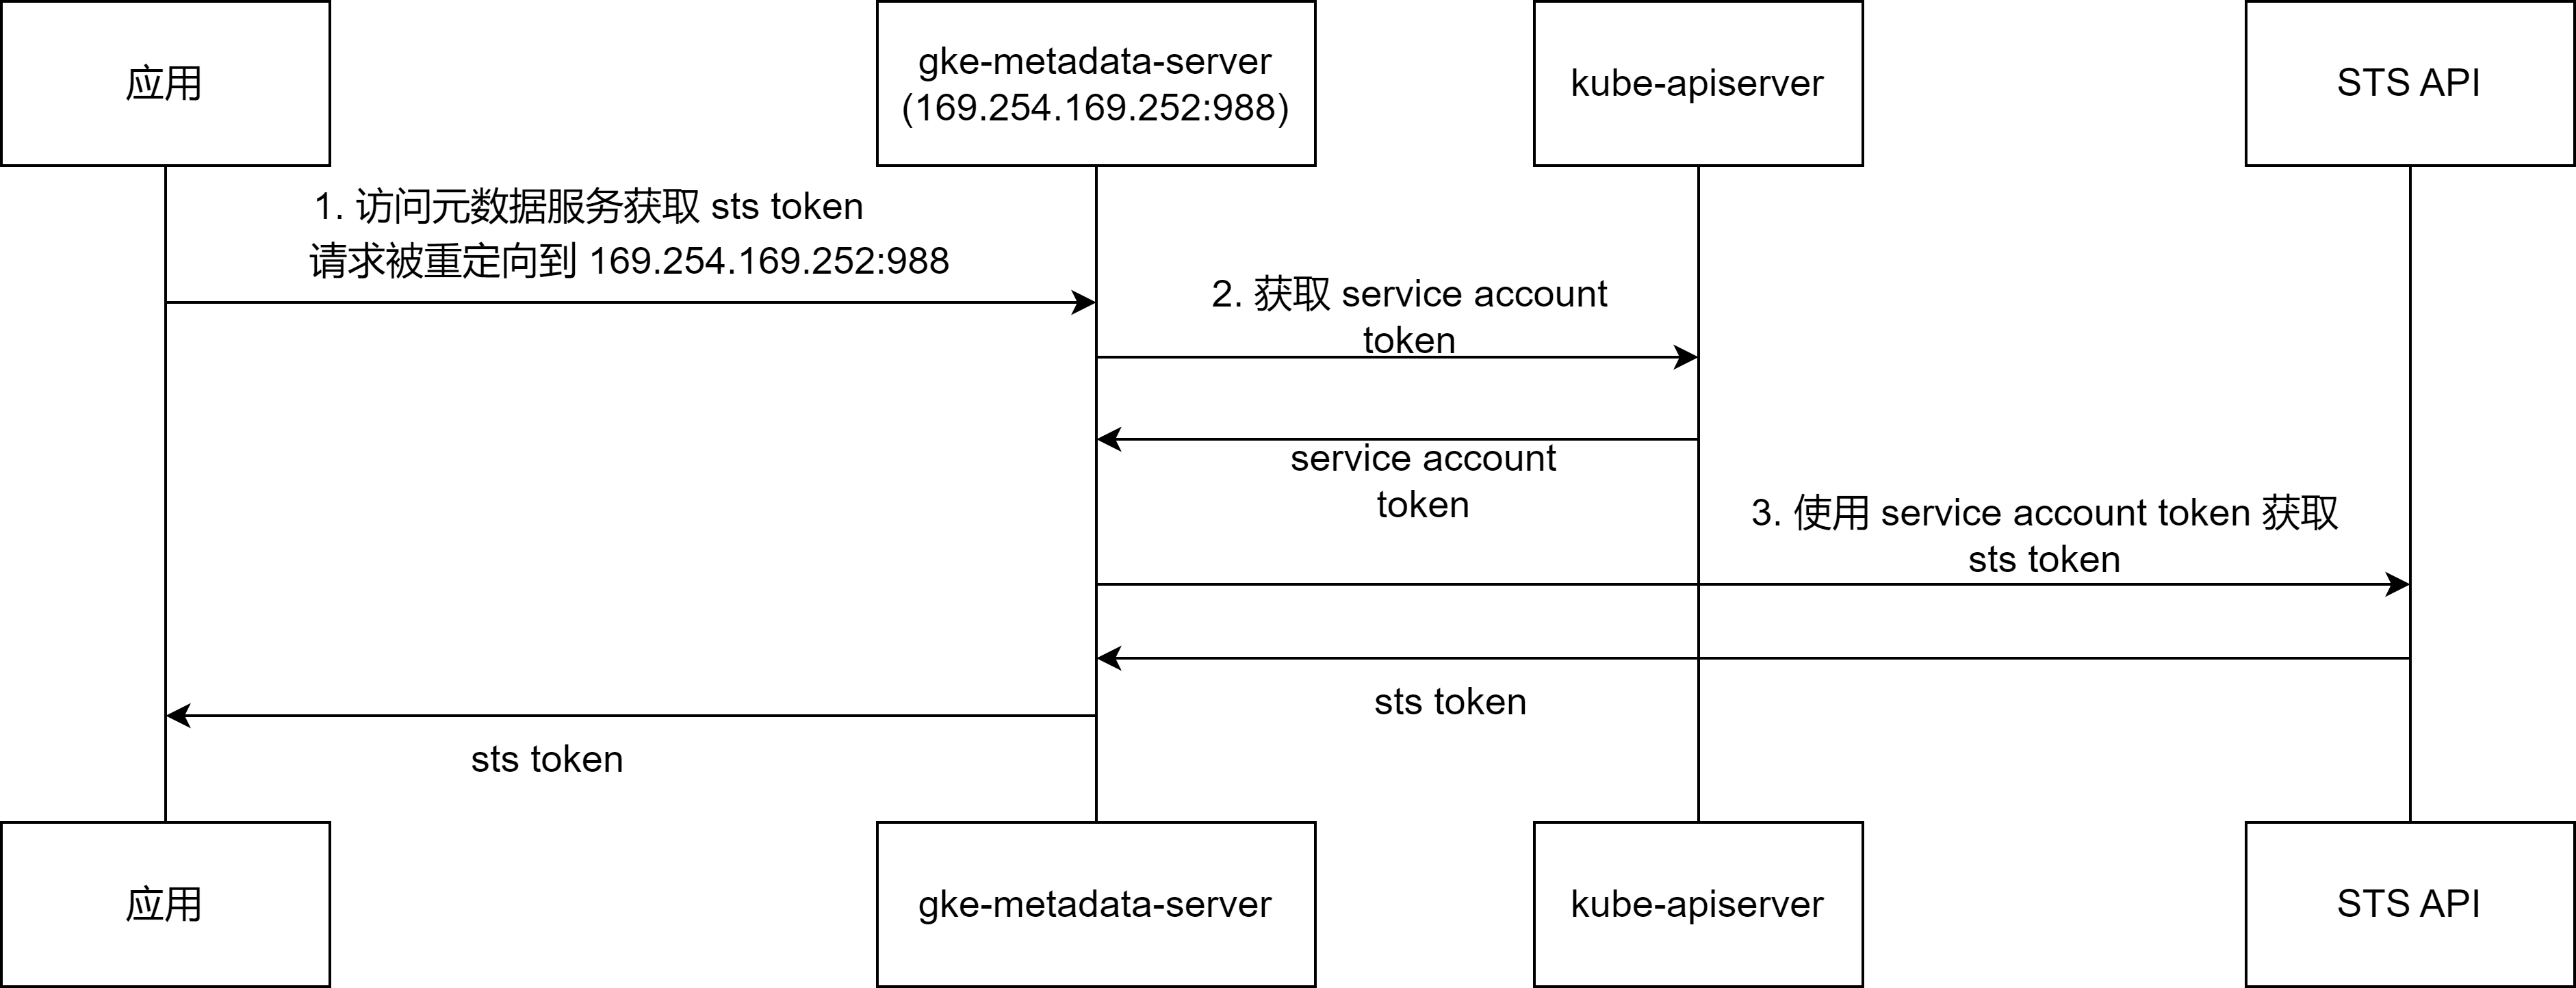 应用
gke-metadata-server
(169.254.169.252:988)
kube-apiserver
STS API
1. 访问元数据服务获取 sts token
请求被重定向到 169.254.169.252:988
2. 获取 service account
token
service account
token
3. 使用 service account token 获取
sts token
sts token
sts token
应用
gke-metadata-server
kube-apiserver
STS API